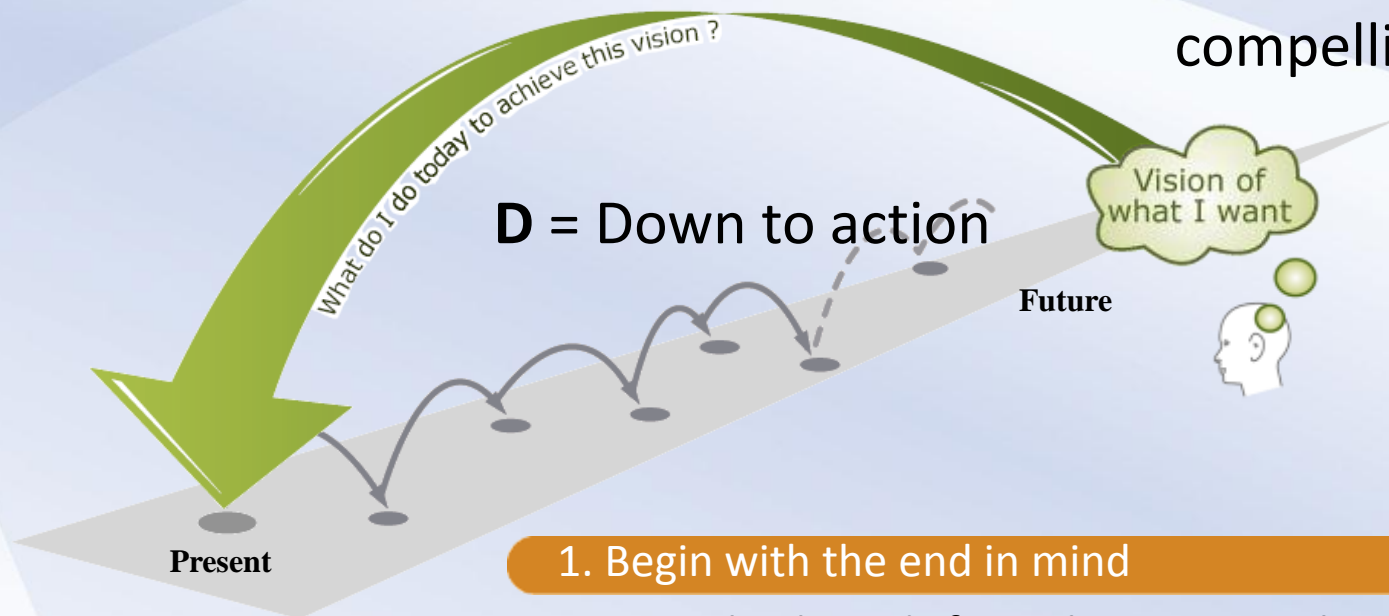 compelli
What do I do today to achieve this vision ?
Vision of
what I want
D = Down to action
Future
Present
1. Begin with the end in mind